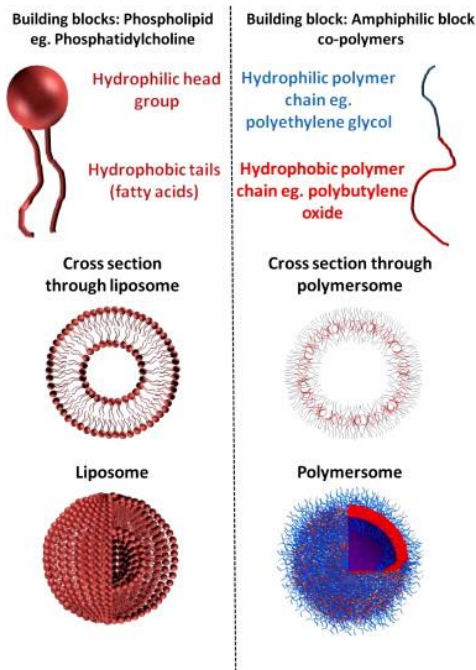 Building blocks: Phospholipid
eg. Phosphatidylcholine
Hydrophilic head
group
Hydrophobic tails
(fatty acids)
Cross section
through liposome
Liposome
Building block: Amphiphilic block
co-polymers
Hydrophilic polymer
chain eg.
polyethylene glycol
Hydrophobic polymer
chain eg. polybutylene
oxide
Cross section through
polymersome
Polymersome